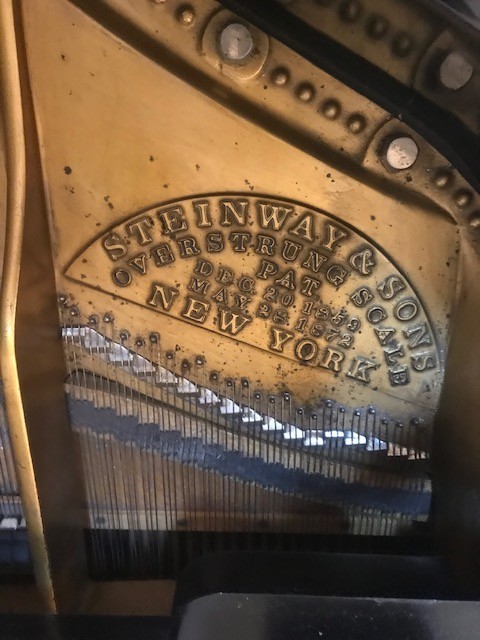 STEINWAY & SONS
OVERSTRUNG SCALE
PAT
DEC 20 1859
MAY 28 1872
NEW YORK